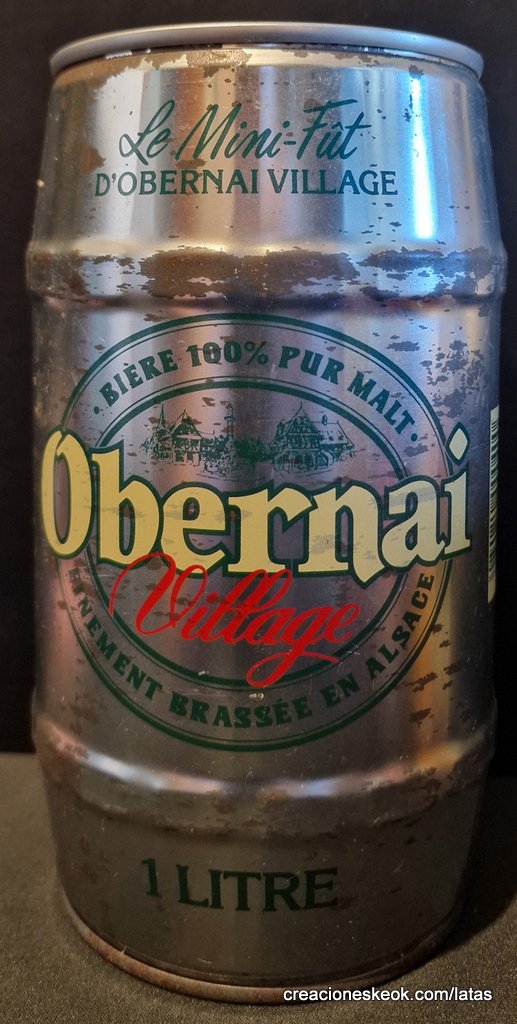 Le Mini-Fût
D'OBERNAI VILLAGE
· BIÈRE 100% PUR MALT ·
Obernai
Village
FINEMENT BRASSÉE EN ALSACE
1 LITRE
creacioneskeok.com/latas